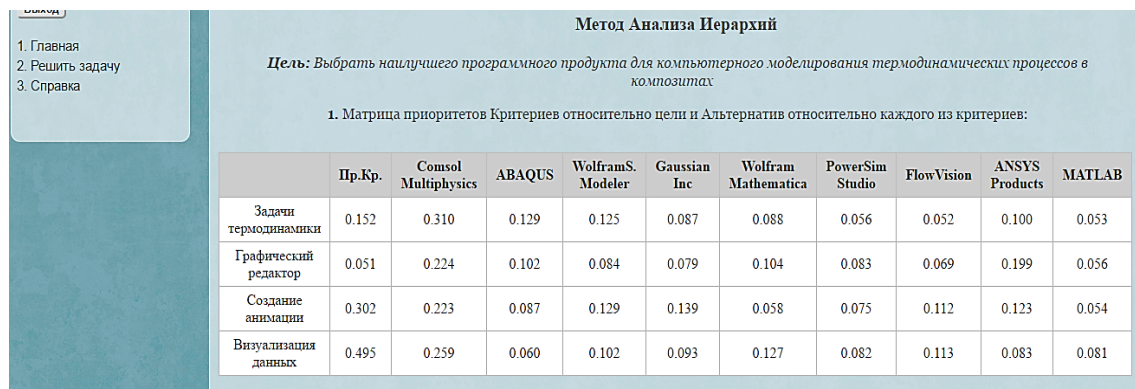 Выход
1. Главная
2. Решить задачу
3. Справка
Метод Анализа Иерархий
Цель: Выбрать наилучшего программного продукта для компьютерного моделирования термодинамических процессов в
композитах
1. Матрица приоритетов Критериев относительно цели и Альтернатив относительно каждого из критериев:
Пр.Кр. Comsol Multiphysics ABAQUS WolframS. Modeler Gaussian Inc Wolfram Mathematica PowerSim Studio FlowVision ANSYS Products MATLAB
Задачи термодинамики 0.152 0.310 0.129 0.125 0.087 0.088 0.056 0.052 0.100 0.053
Графический редактор 0.051 0.224 0.102 0.084 0.079 0.104 0.083 0.069 0.199 0.056
Создание анимации 0.302 0.223 0.087 0.129 0.139 0.058 0.075 0.112 0.123 0.054
Визуализация данных 0.495 0.259 0.060 0.102 0.093 0.127 0.082 0.113 0.083 0.081